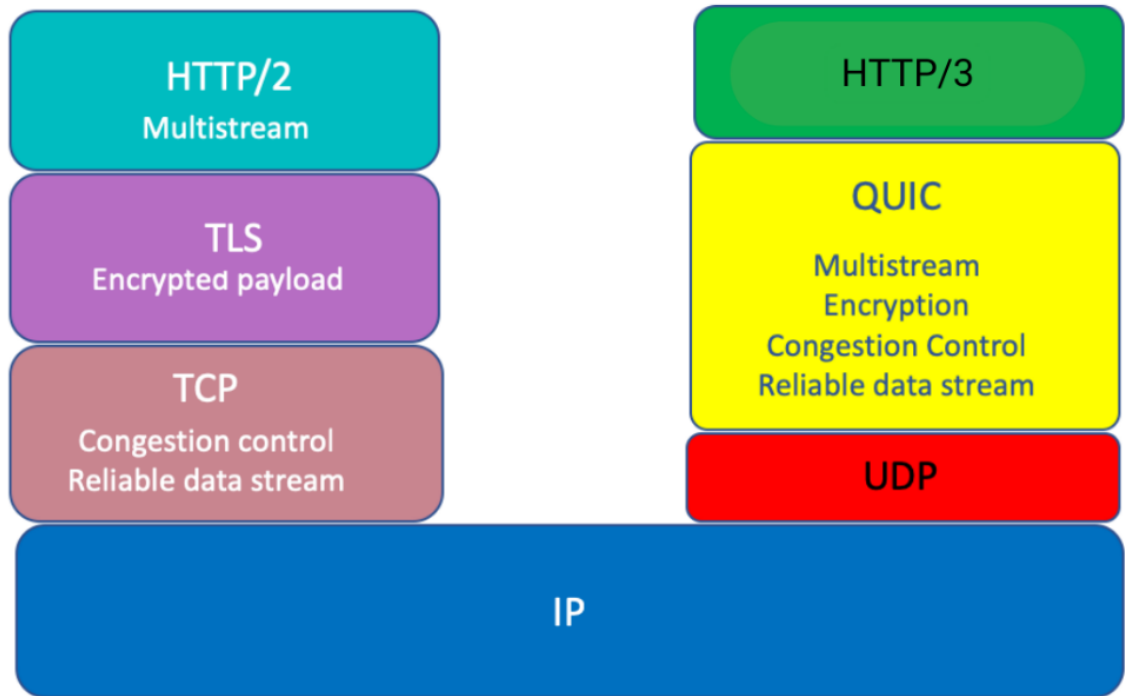 HTTP/2
Multistream
TLS
Encrypted payload
TCP
Congestion control
Reliable data stream
HTTP/3
QUIC
Multistream
Encryption
Congestion Control
Reliable data stream
UDP
IP